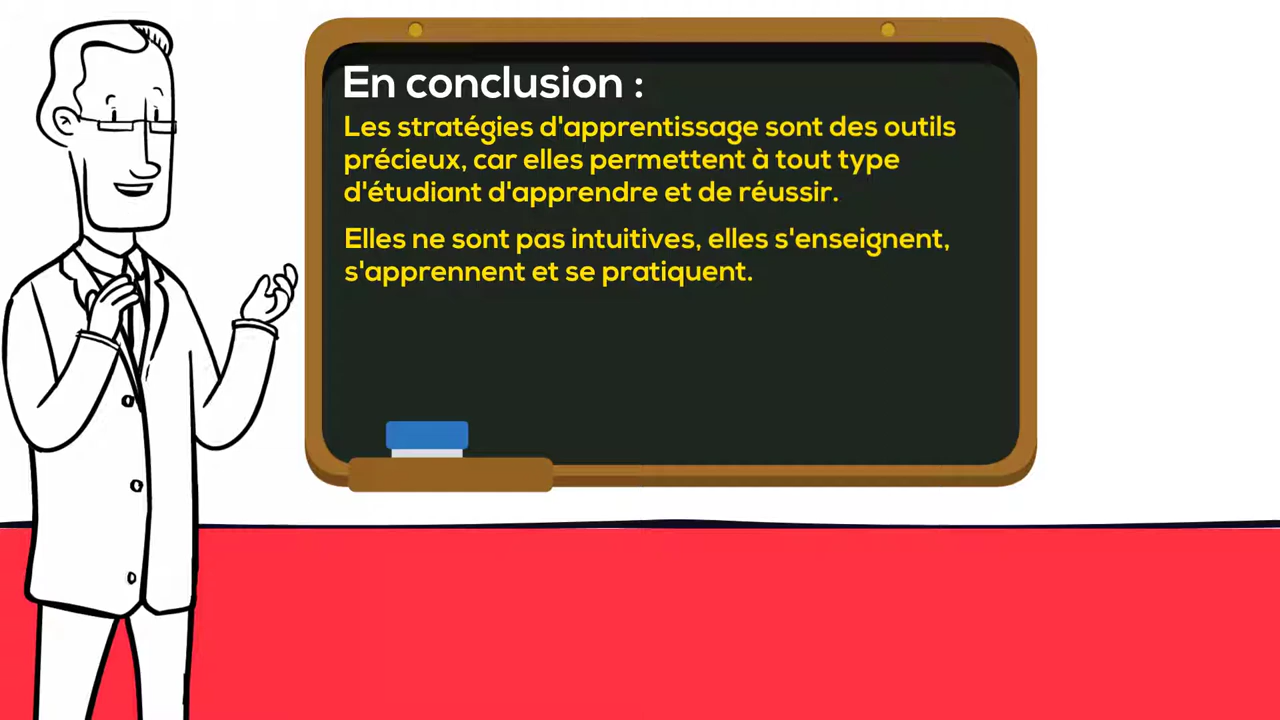 En conclusion :
Les stratégies d'apprentissage sont des outils
précieux, car elles permettent à tout type
d'étudiant d'apprendre et de réussir.
Elles ne sont pas intuitives, elles s'enseignent,
s'apprennent et se pratiquent.